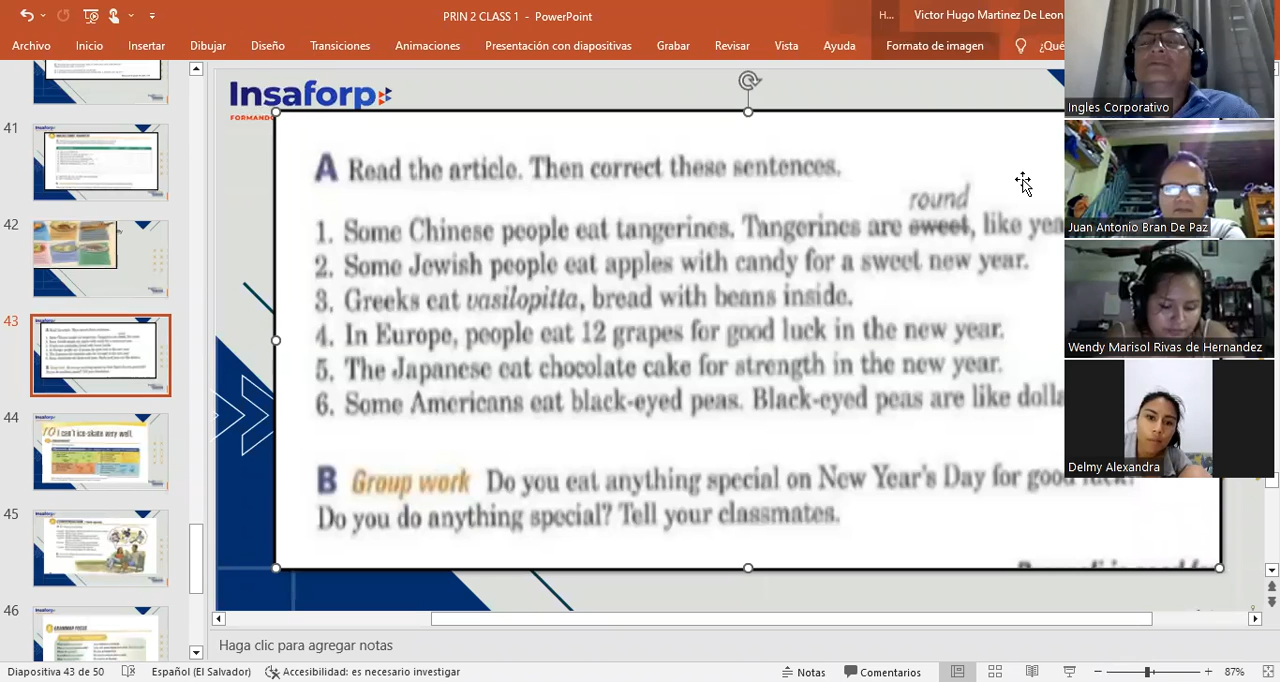 PRIN 2 CLASS 1 - PowerPoint
H...
Victor Hugo Martinez De Leon
Archivo Inicio Insertar Dibujar Diseño Transiciones Animaciones Presentación con diapositivas Grabar Revisar Vista Ayuda Formato de imagen ¿Qué
Insaforp
A Read the article. Then correct these sentences.
round
1. Some Chinese people eat tangerines. Tangerines are sweet, like yea
2. Some Jewish people eat apples with candy for a sweet new year.
3. Greeks eat vasilopitta, bread with beans inside.
4. In Europe, people eat 12 grapes for good luck in the new year.
5. The Japanese eat chocolate cake for strength in the new year.
6. Some Americans eat black-eyed peas. Black-eyed peas are like dolla
B Group work Do you eat anything special on New Year's Day for good luck?
Do you do anything special? Tell your classmates.
41
42
43
44
10 I can't ice-skate very well.
45
46
Ingles Corporativo
Juan Antonio Bran De Paz
Wendy Marisol Rivas de Hernandez
Delmy Alexandra
Haga clic para agregar notas
Diapositiva 43 de 50 Español (El Salvador) Accesibilidad: es necesario investigar Notas Comentarios 87%